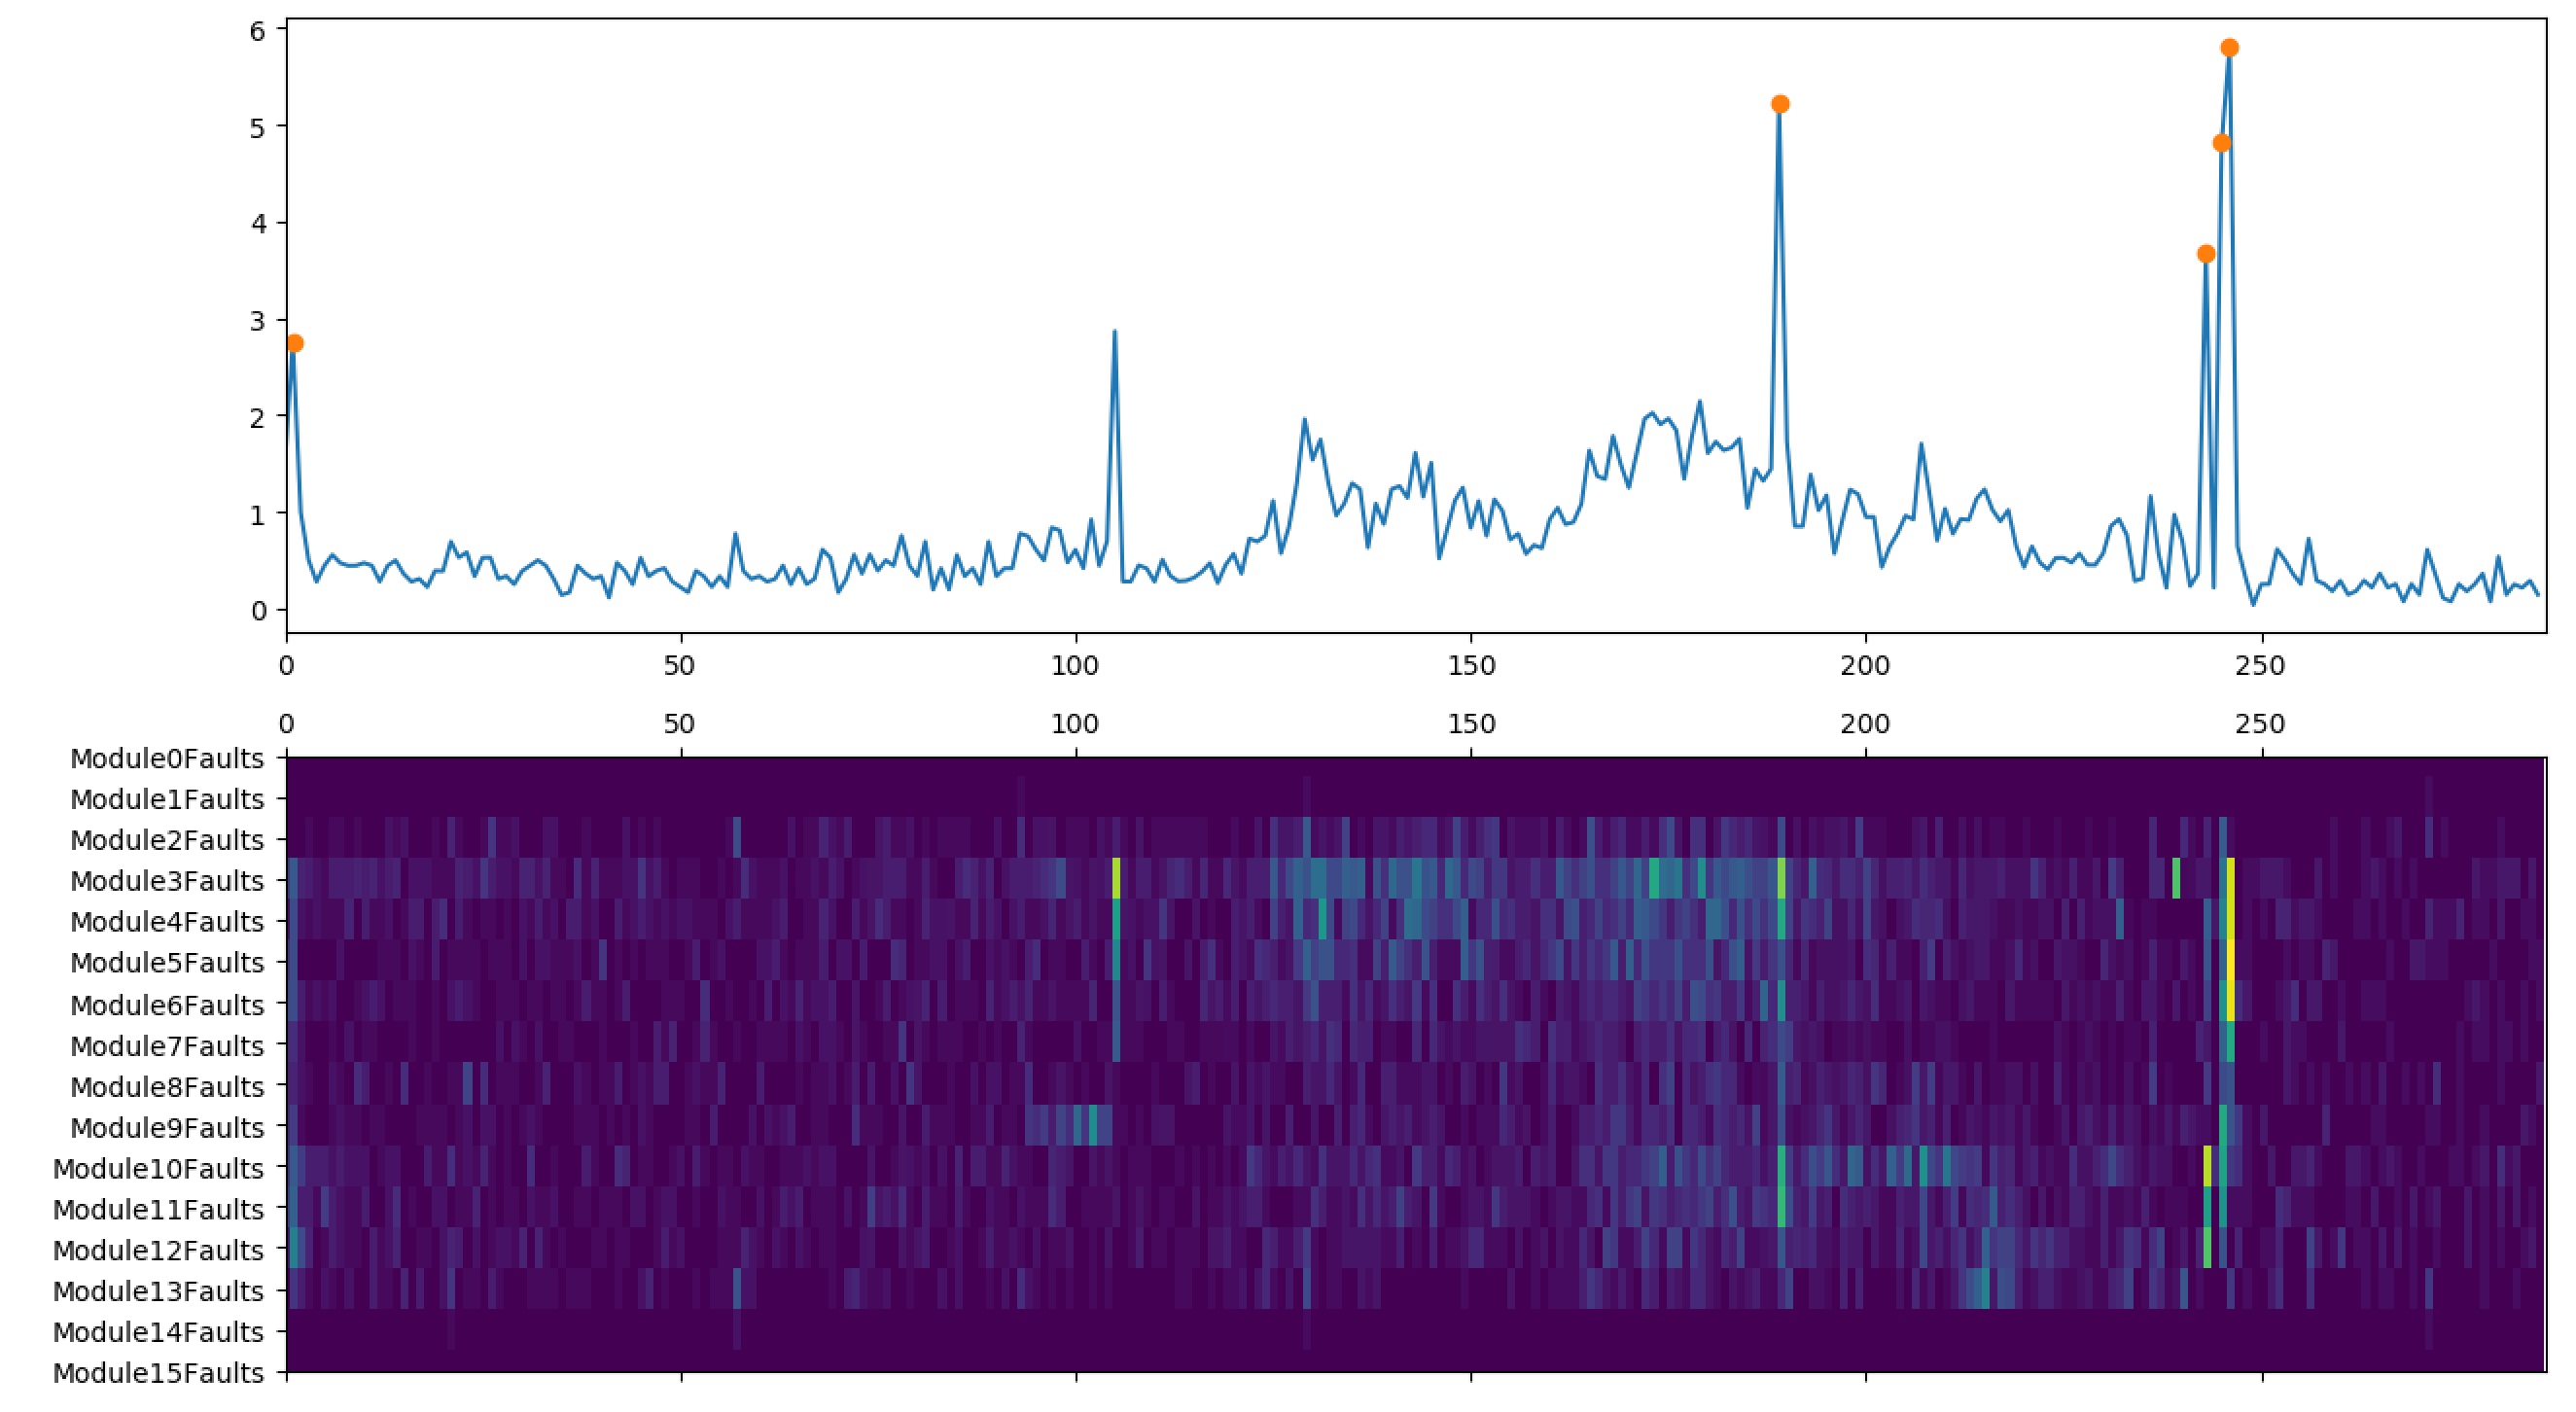 6
5
4
3
2
1
0
0 50 100 150 200 250
0 50 100 150 200 250
Module0Faults
Module1Faults
Module2Faults
Module3Faults
Module4Faults
Module5Faults
Module6Faults
Module7Faults
Module8Faults
Module9Faults
Module10Faults
Module11Faults
Module12Faults
Module13Faults
Module14Faults
Module15Faults